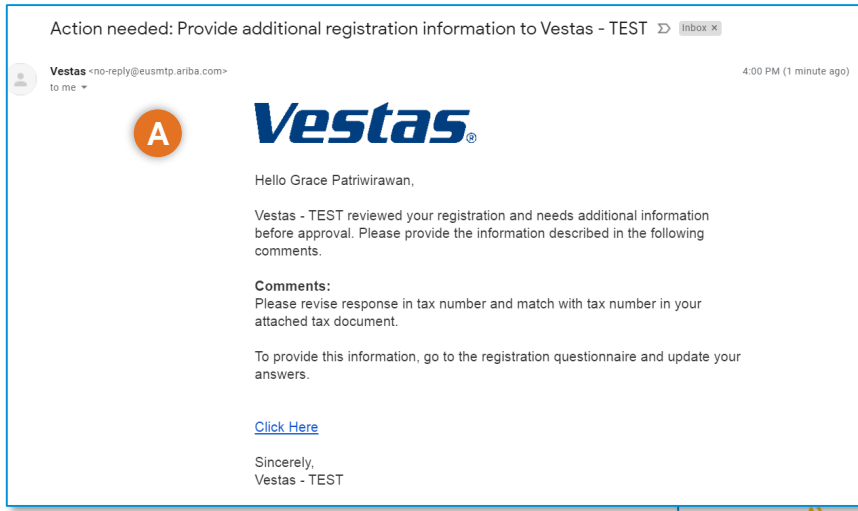 Action needed: Provide additional registration information to Vestas - TEST Inbox ×
Vestas <no-reply@eusmtp.ariba.com> 4:00 PM (1 minute ago)
to me
A
Vestas®
Hello Grace Patriwirawan,
Vestas - TEST reviewed your registration and needs additional information
before approval. Please provide the information described in the following
comments.
Comments:
Please revise response in tax number and match with tax number in your
attached tax document.
To provide this information, go to the registration questionnaire and update your
answers.
Click Here
Sincerely,
Vestas - TEST